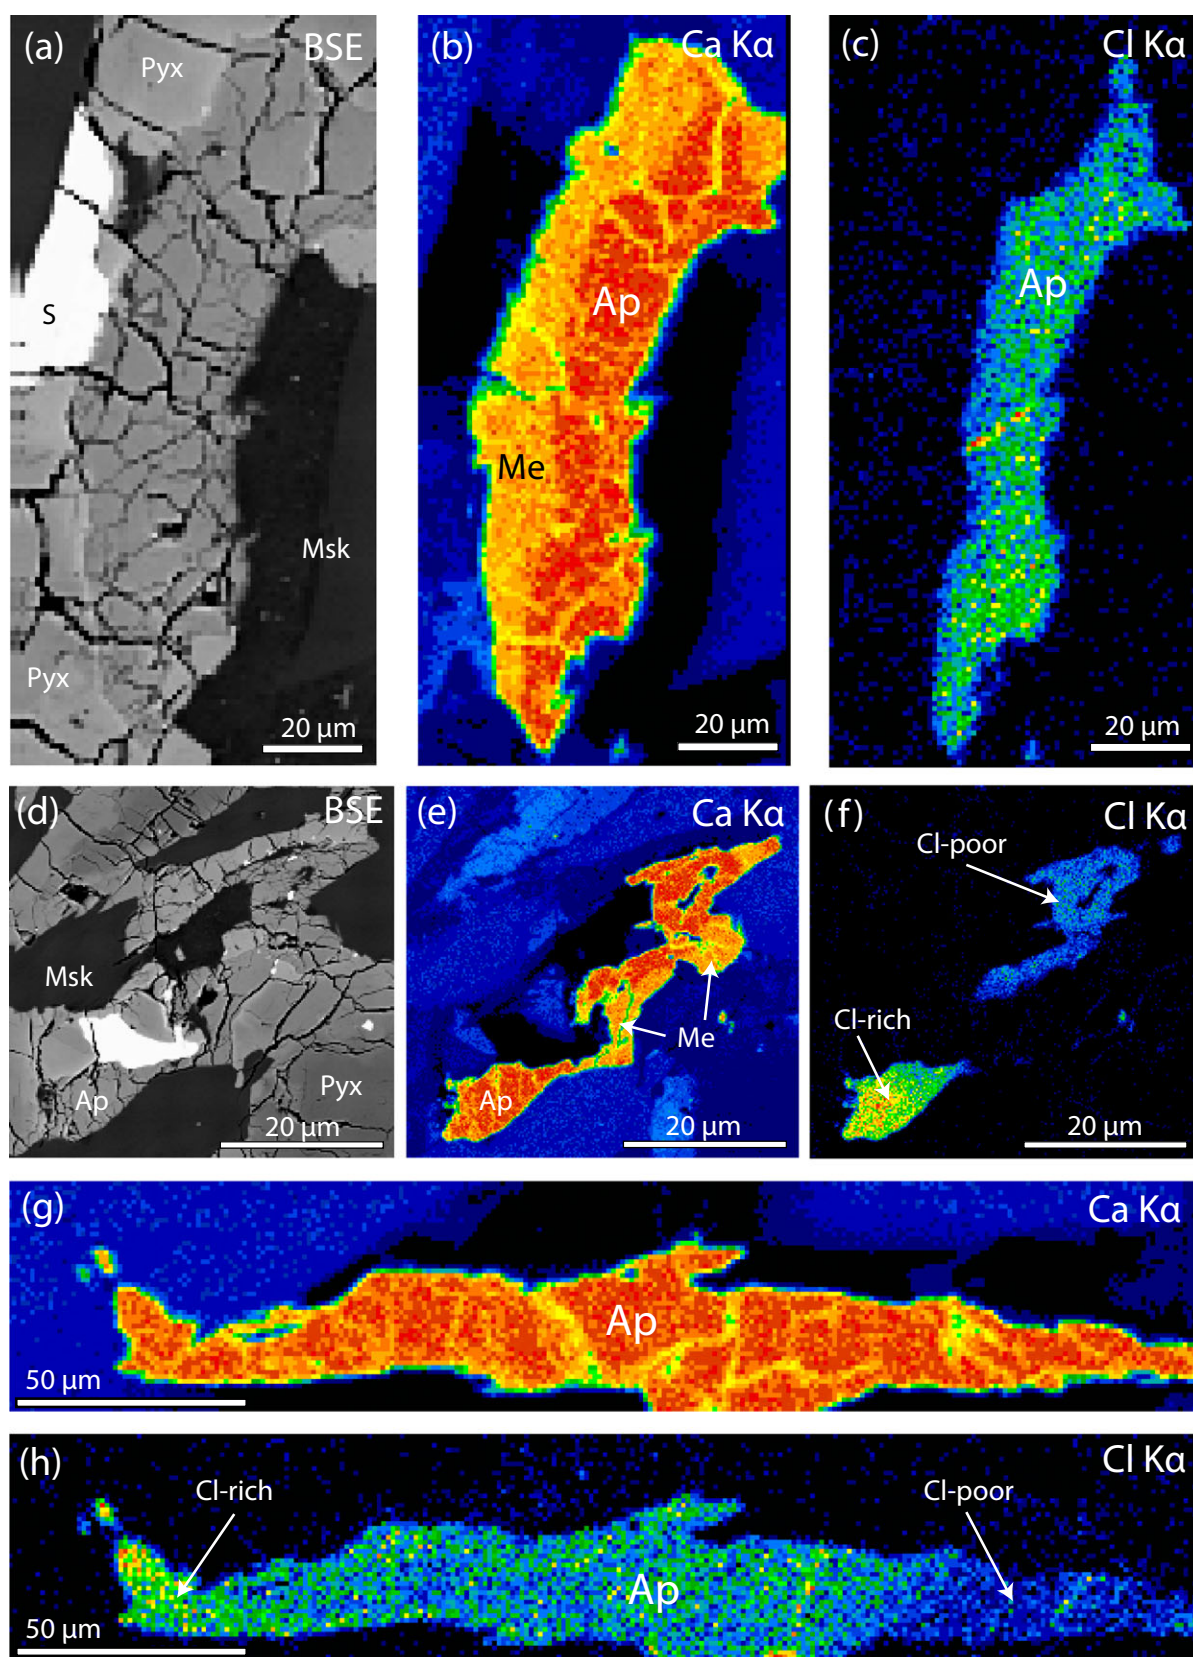 (a)
BSE
Pyx
S
Msk
Pyx
20 µm
(b)
Ca Kα
Ap
Me
20 µm
(c)
Cl Kα
Ap
20 µm
(d)
BSE
Msk
Ap
Pyx
20 µm
(e)
Ca Kα
Me
Ap
20 µm
(f)
Cl Kα
Cl-poor
Cl-rich
20 µm
(g)
Ca Kα
Ap
50 µm
(h)
Cl Kα
Cl-rich
Cl-poor
Ap
50 µm